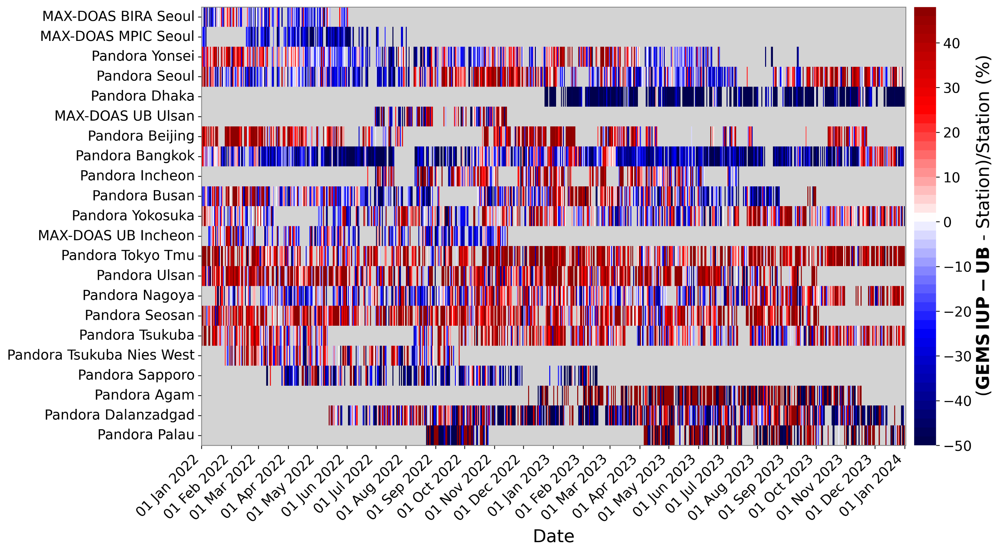 MAX-DOAS BIRA Seoul
MAX-DOAS MPIC Seoul
Pandora Yonsei
Pandora Seoul
Pandora Dhaka
MAX-DOAS UB Ulsan
Pandora Beijing
Pandora Bangkok
Pandora Incheon
Pandora Busan
Pandora Yokosuka
MAX-DOAS UB Incheon
Pandora Tokyo Tmu
Pandora Ulsan
Pandora Nagoya
Pandora Seosan
Pandora Tsukuba
Pandora Tsukuba Nies West
Pandora Sapporo
Pandora Agam
Pandora Dalanzadgad
Pandora Palau
01 Jan 2022
01 Feb 2022
01 Mar 2022
01 Apr 2022
01 May 2022
01 Jun 2022
01 Jul 2022
01 Aug 2022
01 Sep 2022
01 Oct 2022
01 Nov 2022
01 Dec 2022
01 Jan 2023
01 Feb 2023
01 Mar 2023
01 Apr 2023
01 May 2023
01 Jun 2023
01 Jul 2023
01 Aug 2023
01 Sep 2023
01 Oct 2023
01 Nov 2023
01 Dec 2023
01 Jan 2024
Date
40
30
20
10
0
−10
−20
−30
−40
−50
(GEMS IUP − UB - Station)/Station (%)